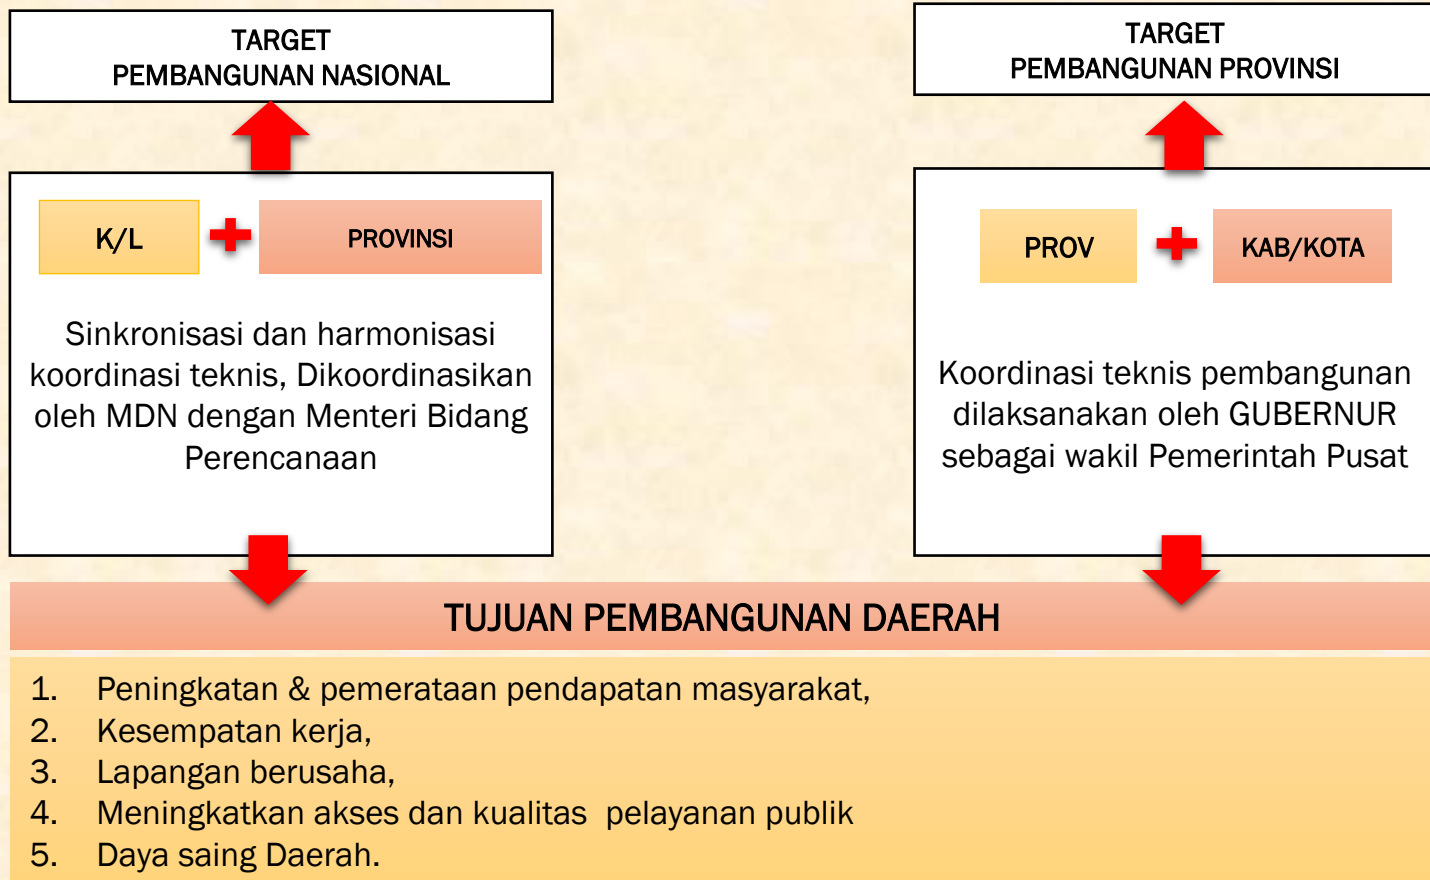 TARGET
PEMBANGUNAN NASIONAL
K/L
PROVINSI
Sinkronisasi dan harmonisasi
koordinasi teknis, Dikoordinasikan
oleh MDN dengan Menteri Bidang
Perencanaan
TARGET
PEMBANGUNAN PROVINSI
PROV
KAB/KOTA
Koordinasi teknis pembangunan
dilaksanakan oleh GUBERNUR
sebagai wakil Pemerintah Pusat
TUJUAN PEMBANGUNAN DAERAH
1. Peningkatan & pemerataan pendapatan masyarakat,
2. Kesempatan kerja,
3. Lapangan berusaha,
4. Meningkatkan akses dan kualitas pelayanan publik
5. Daya saing Daerah.